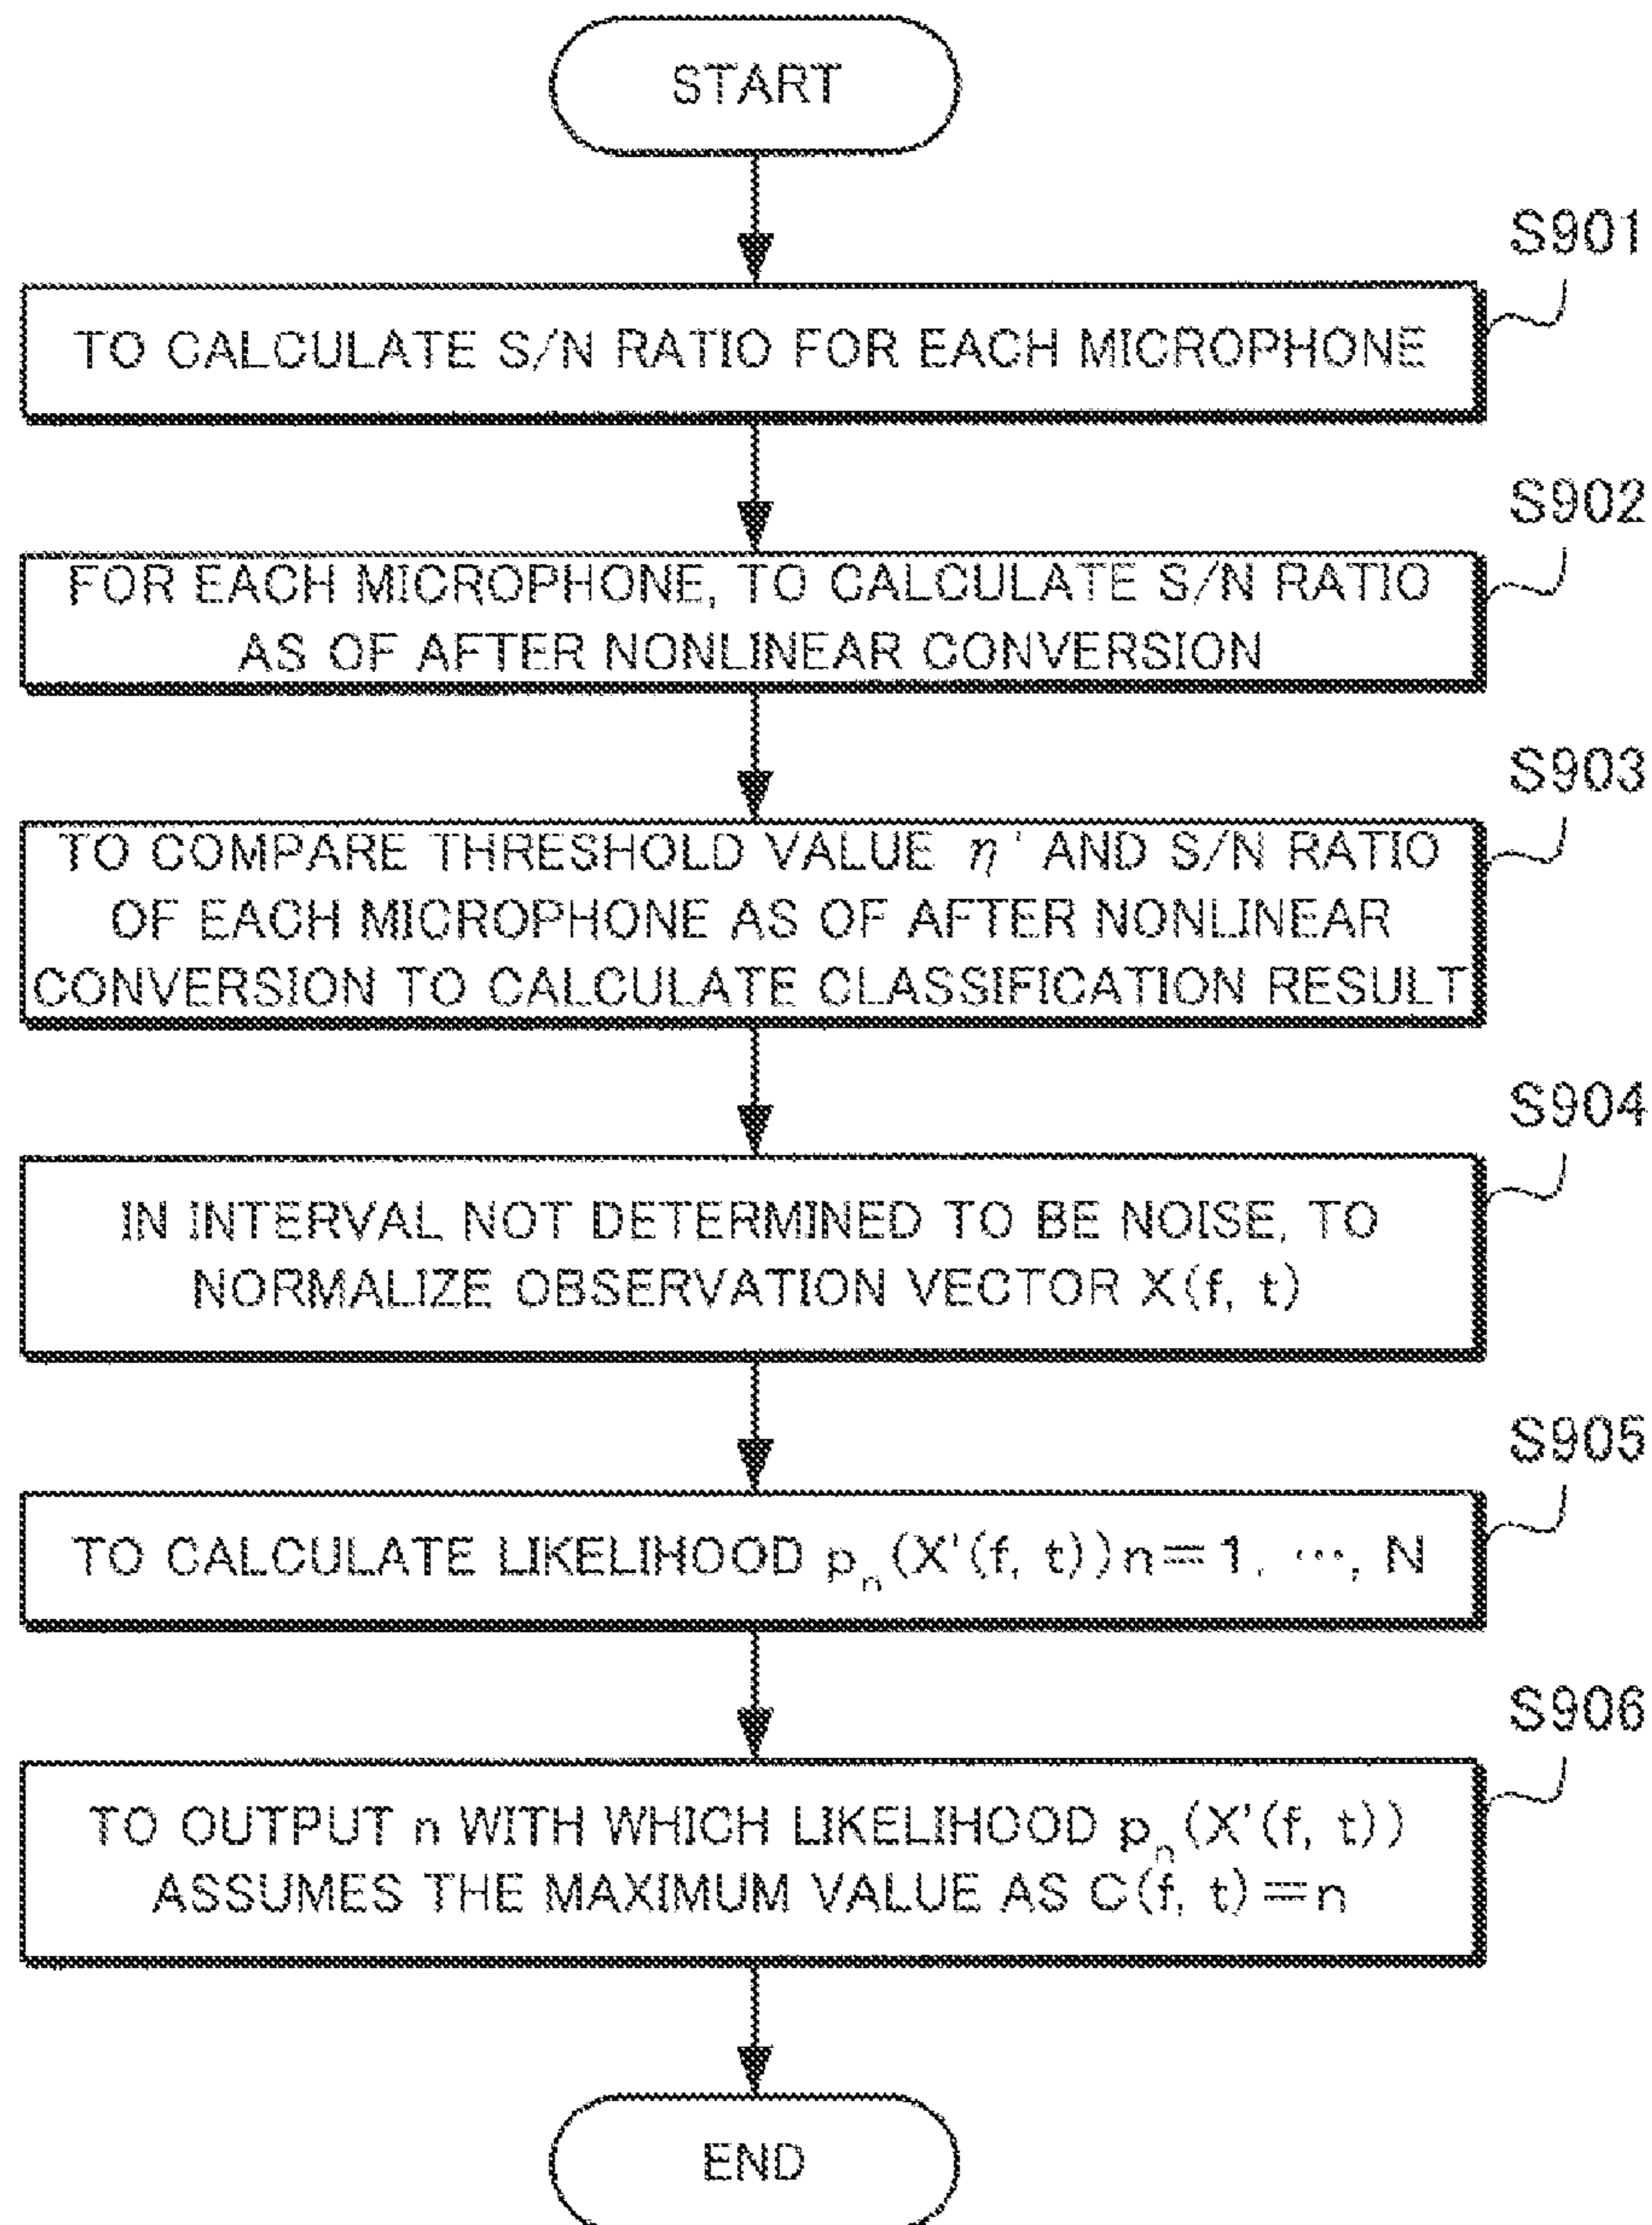 START
S901
TO CALCULATE S/N RATIO FOR EACH MICROPHONE
S902
FOR EACH MICROPHONE, TO CALCULATE S/N RATIO
AS OF AFTER NONLINEAR CONVERSION
S903
TO COMPARE THRESHOLD VALUE η' AND S/N RATIO
OF EACH MICROPHONE AS OF AFTER NONLINEAR
CONVERSION TO CALCULATE CLASSIFICATION RESULT
S904
IN INTERVAL NOT DETERMINED TO BE NOISE, TO
NORMALIZE OBSERVATION VECTOR X(f, t)
S905
TO CALCULATE LIKELIHOOD pₙ(X'(f, t))n=1, ···, N
S906
TO OUTPUT n WITH WHICH LIKELIHOOD pₙ(X'(f, t))
ASSUMES THE MAXIMUM VALUE AS C(f, t)=n
END